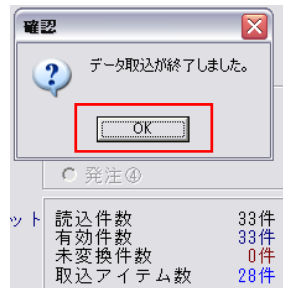 確認
データ取込が終了しました。
OK
発注④
ット
読込件数 33件
有効件数 33件
未変換件数 0件
取込アイテム数 28件